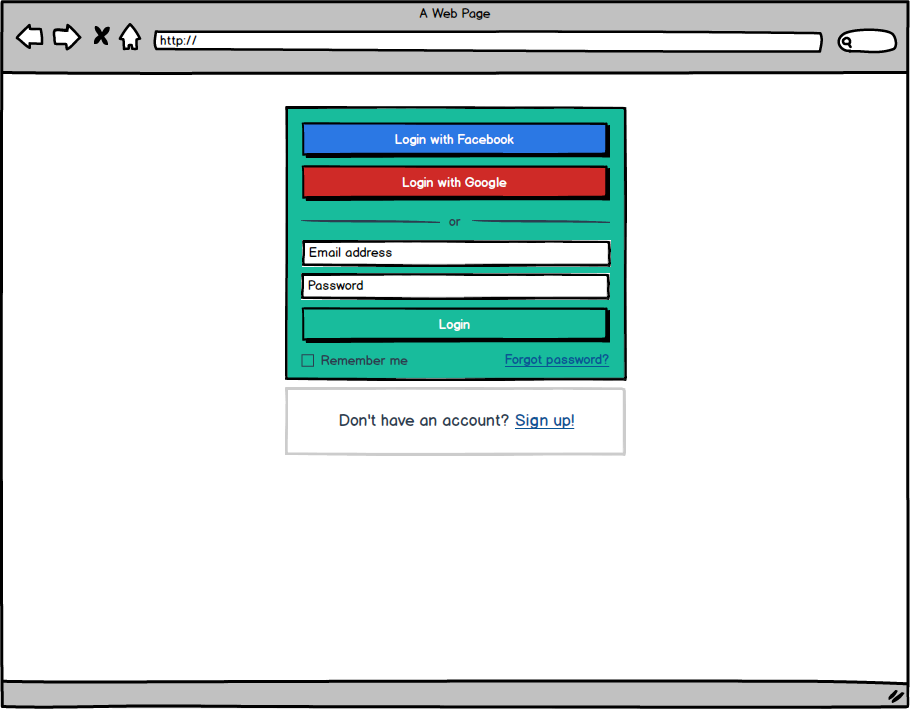 A Web Page
http://
Login with Facebook
Login with Google
or
Email address
Password
Login
Remember me
Forgot password?
Don't have an account? Sign up!